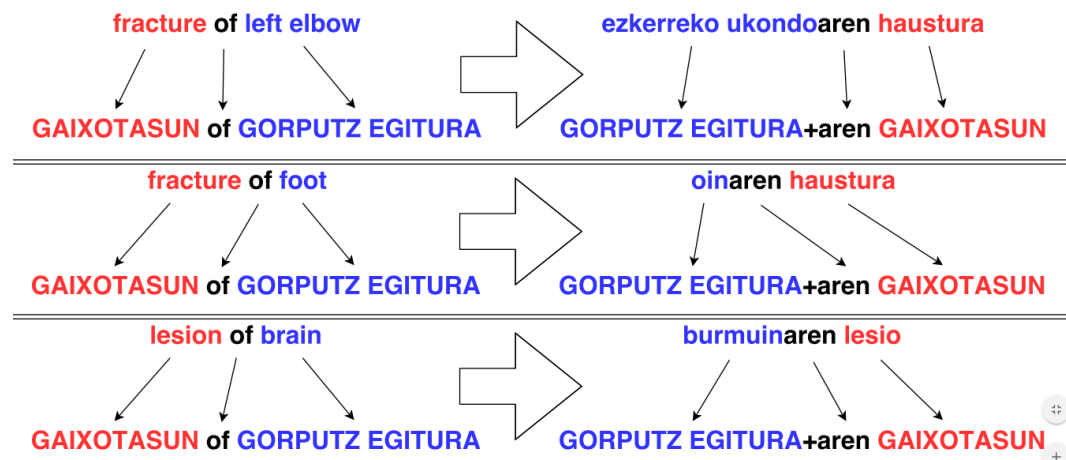 fracture of left elbow
ezkerreko ukondoaren haustura
GAIXOTASUN of GORPUTZ EGITURA
GORPUTZ EGITURA+aren GAIXOTASUN
fracture of foot
oinaren haustura
GAIXOTASUN of GORPUTZ EGITURA
GORPUTZ EGITURA+aren GAIXOTASUN
lesion of brain
burmuinaren lesio
GAIXOTASUN of GORPUTZ EGITURA
GORPUTZ EGITURA+aren GAIXOTASUN